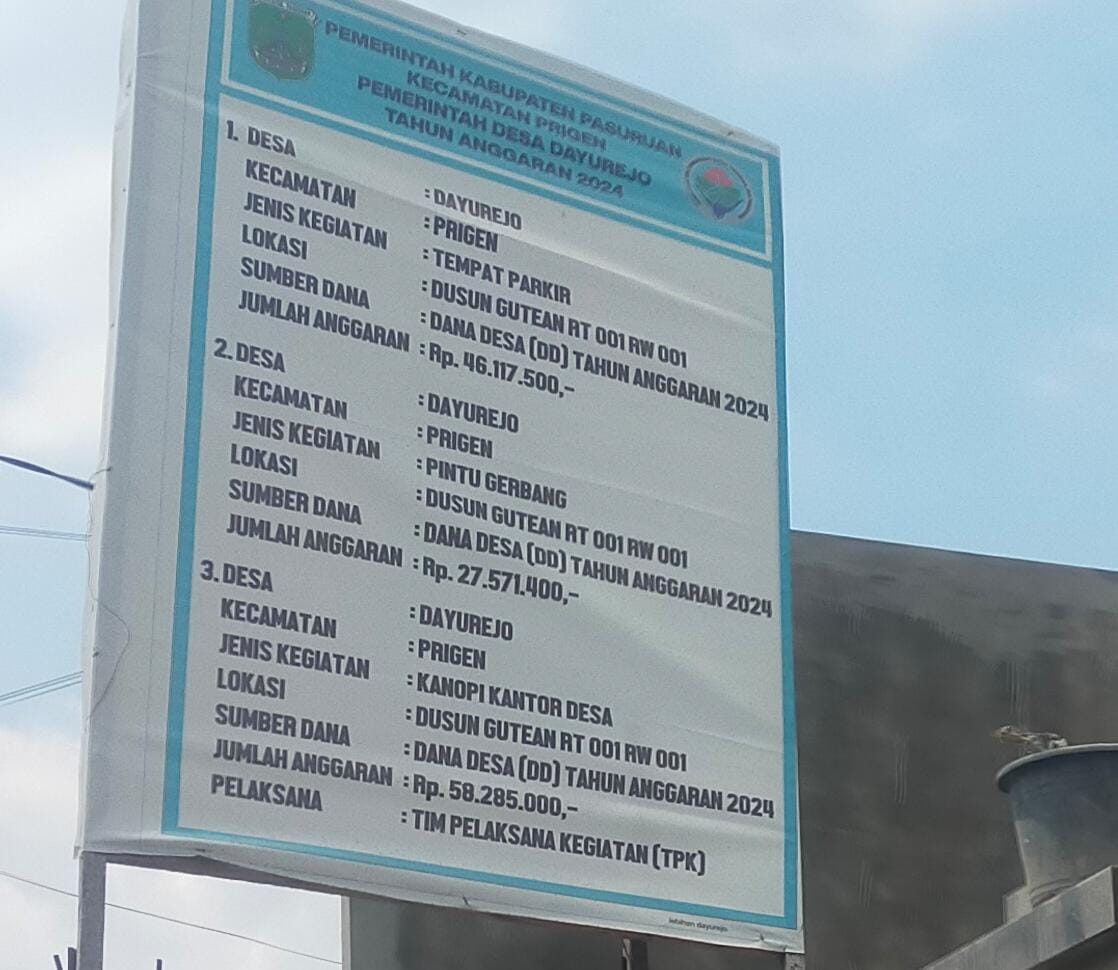 PEMERINTAH KABUPATEN PASURUAN
KECAMATAN PRIGEN
PEMERINTAH DESA DAYUREJO
TAHUN ANGGARAN 2024
1. DESA : DAYUREJO
KECAMATAN : PRIGEN
JENIS KEGIATAN : TEMPAT PARKIR
LOKASI : DUSUN GUTEAN RT 001 RW 001
SUMBER DANA : DANA DESA (DD) TAHUN ANGGARAN 2024
JUMLAH ANGGARAN : Rp. 46.117.500,-
2. DESA : DAYUREJO
KECAMATAN : PRIGEN
JENIS KEGIATAN : PINTU GERBANG
LOKASI : DUSUN GUTEAN RT 001 RW 001
SUMBER DANA : DANA DESA (DD) TAHUN ANGGARAN 2024
JUMLAH ANGGARAN : Rp. 27.571.400,-
3. DESA : DAYUREJO
KECAMATAN : PRIGEN
JENIS KEGIATAN : KANOPI KANTOR DESA
LOKASI : DUSUN GUTEAN RT 001 RW 001
SUMBER DANA : DANA DESA (DD) TAHUN ANGGARAN 2024
JUMLAH ANGGARAN : Rp. 58.285.000,-
PELAKSANA : TIM PELAKSANA KEGIATAN (TPK)
dayurejo